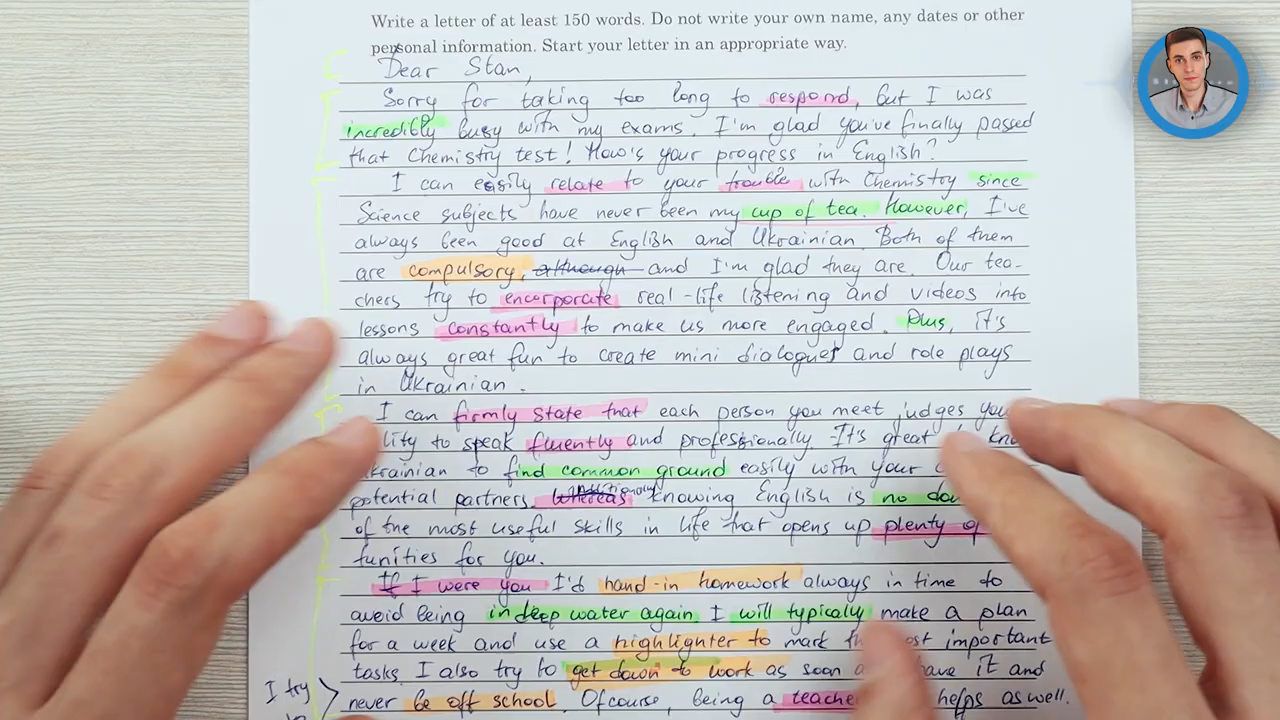 Write a letter of at least 150 words. Do not write your own name, any dates or other
personal information. Start your letter in an appropriate way.
Dear Stan,
Sorry for taking too long to respond, but I was
incredibly busy with my exams. I'm glad you've finally passed
that Chemistry test! How's your progress in English?
I can easily relate to your trouble with Chemistry since
Science subjects have never been my cup of tea. However, I've
always been good at English and Ukrainian. Both of them
are compulsory, although and I'm glad they are. Our tea-
chers try to encorporate real-life listening and videos into
lessons constantly to make us more engaged. Plus, it's
always great fun to create mini dialogues and role plays
in Ukrainian.
I can firmly state that each person you meet judges you
lity to speak fluently and professionally. It's great
krainian to find common ground easily with your
potential partners. Knowing English is no
of the most useful skills in life that opens up plenty of
tunities for you.
If I were you I'd hand-in homework always in time to
avoid being in deep water again. I will typically make a plan
for a week and use a highlighter to mark important
tasks. I also try to get down to work as soon have it and
I try
never be off school. Ofcourse, being a teacher helps as well.